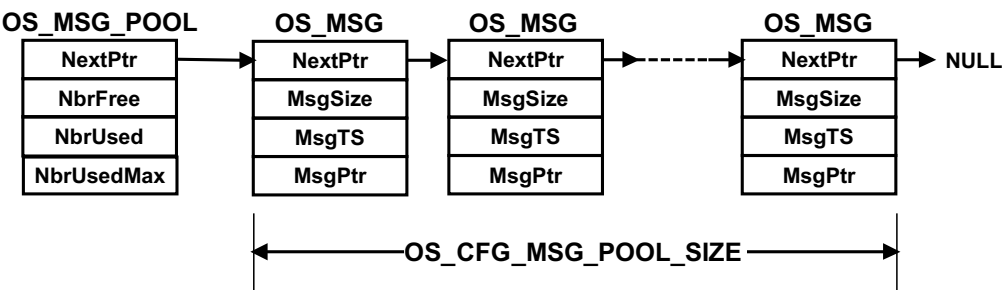 OS_MSG_POOL OS_MSG OS_MSG OS_MSG
NextPtr NextPtr NextPtr NextPtr NULL
NbrFree MsgSize MsgSize MsgSize
NbrUsed MsgTS MsgTS MsgTS
NbrUsedMax MsgPtr MsgPtr MsgPtr
OS_CFG_MSG_POOL_SIZE